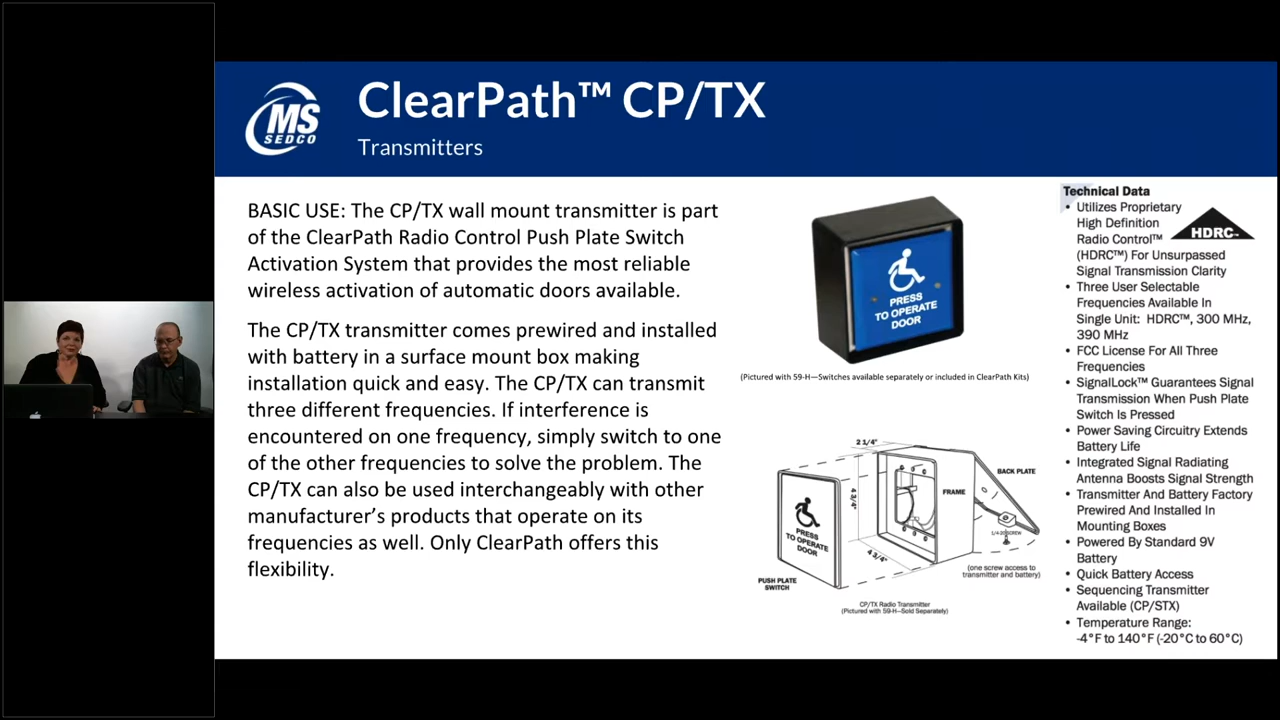 MS
SEDCO
ClearPath™ CP/TX
Transmitters
BASIC USE: The CP/TX wall mount transmitter is part
of the ClearPath Radio Control Push Plate Switch
Activation System that provides the most reliable
wireless activation of automatic doors available.
The CP/TX transmitter comes prewired and installed
with battery in a surface mount box making
installation quick and easy. The CP/TX can transmit
three different frequencies. If interference is
encountered on one frequency, simply switch to one
of the other frequencies to solve the problem. The
CP/TX can also be used interchangeably with other
manufacturer's products that operate on its
frequencies as well. Only ClearPath offers this
flexibility.
PRESS
TO OPERATE
DOOR
(Pictured with 59-H—Switches available separately or included in ClearPath Kits)
2 1/4"
4 3/4"
4 3/4"
BACK PLATE
FRAME
1/4-20 SCREW
PRESS
TO OPERATE
DOOR
(one screw access to
transmitter and battery)
PUSH PLATE
SWITCH
CP/TX Radio Transmitter
(Pictured with 59-H—Sold Separately)
Technical Data
• Utilizes Proprietary
High Definition
Radio Control™
(HDRC™) For Unsurpassed
Signal Transmission Clarity
HDRC™
• Three User Selectable
Frequencies Available In
Single Unit: HDRC™, 300 MHz,
390 MHz
• FCC License For All Three
Frequencies
• SignalLock™ Guarantees Signal
Transmission When Push Plate
Switch Is Pressed
• Power Saving Circuitry Extends
Battery Life
• Integrated Signal Radiating
Antenna Boosts Signal Strength
• Transmitter And Battery Factory
Prewired And Installed In
Mounting Boxes
• Powered By Standard 9V
Battery
• Quick Battery Access
• Sequencing Transmitter
Available (CP/STX)
• Temperature Range:
-4°F to 140°F (-20°C to 60°C)